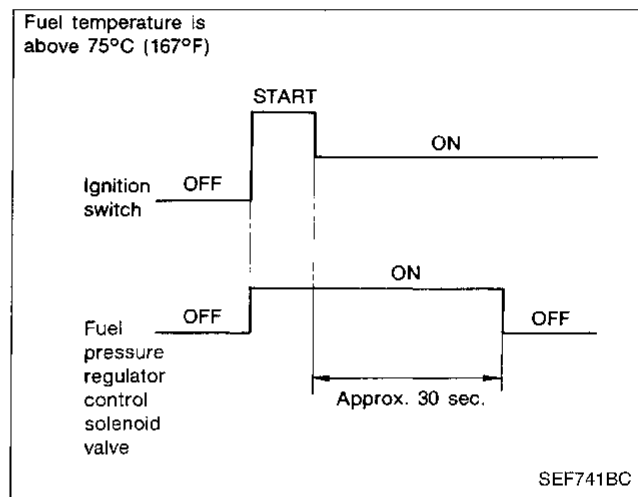 Fuel temperature is
above 75°C (167°F)
START
ON
Ignition
switch
OFF
ON
OFF
OFF
Fuel
pressure
regulator
control
solenoid
valve
Approx. 30 sec.
SEF741BC